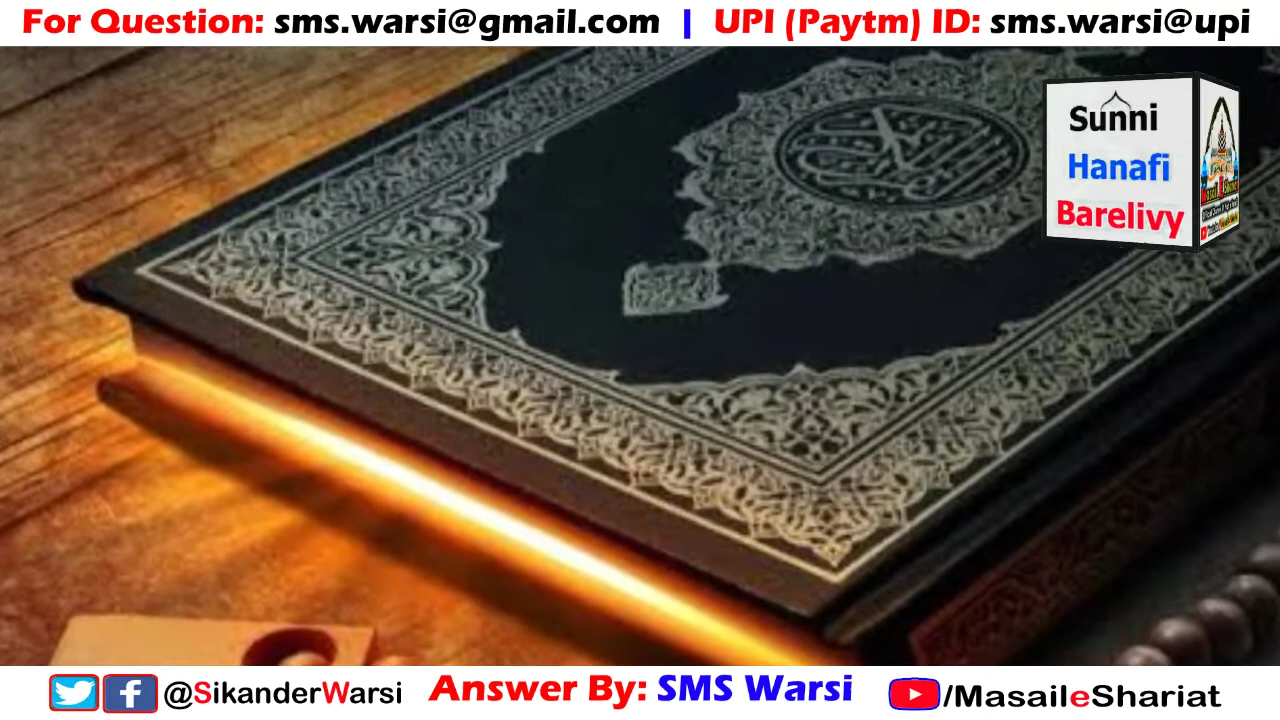 For Question: sms.warsi@gmail.com | UPI (Paytm) ID: sms.warsi@upi
Sunni
Hanafi
Barelivy
@SikanderWarsi
Answer By: SMS Warsi
/MasaileShariat